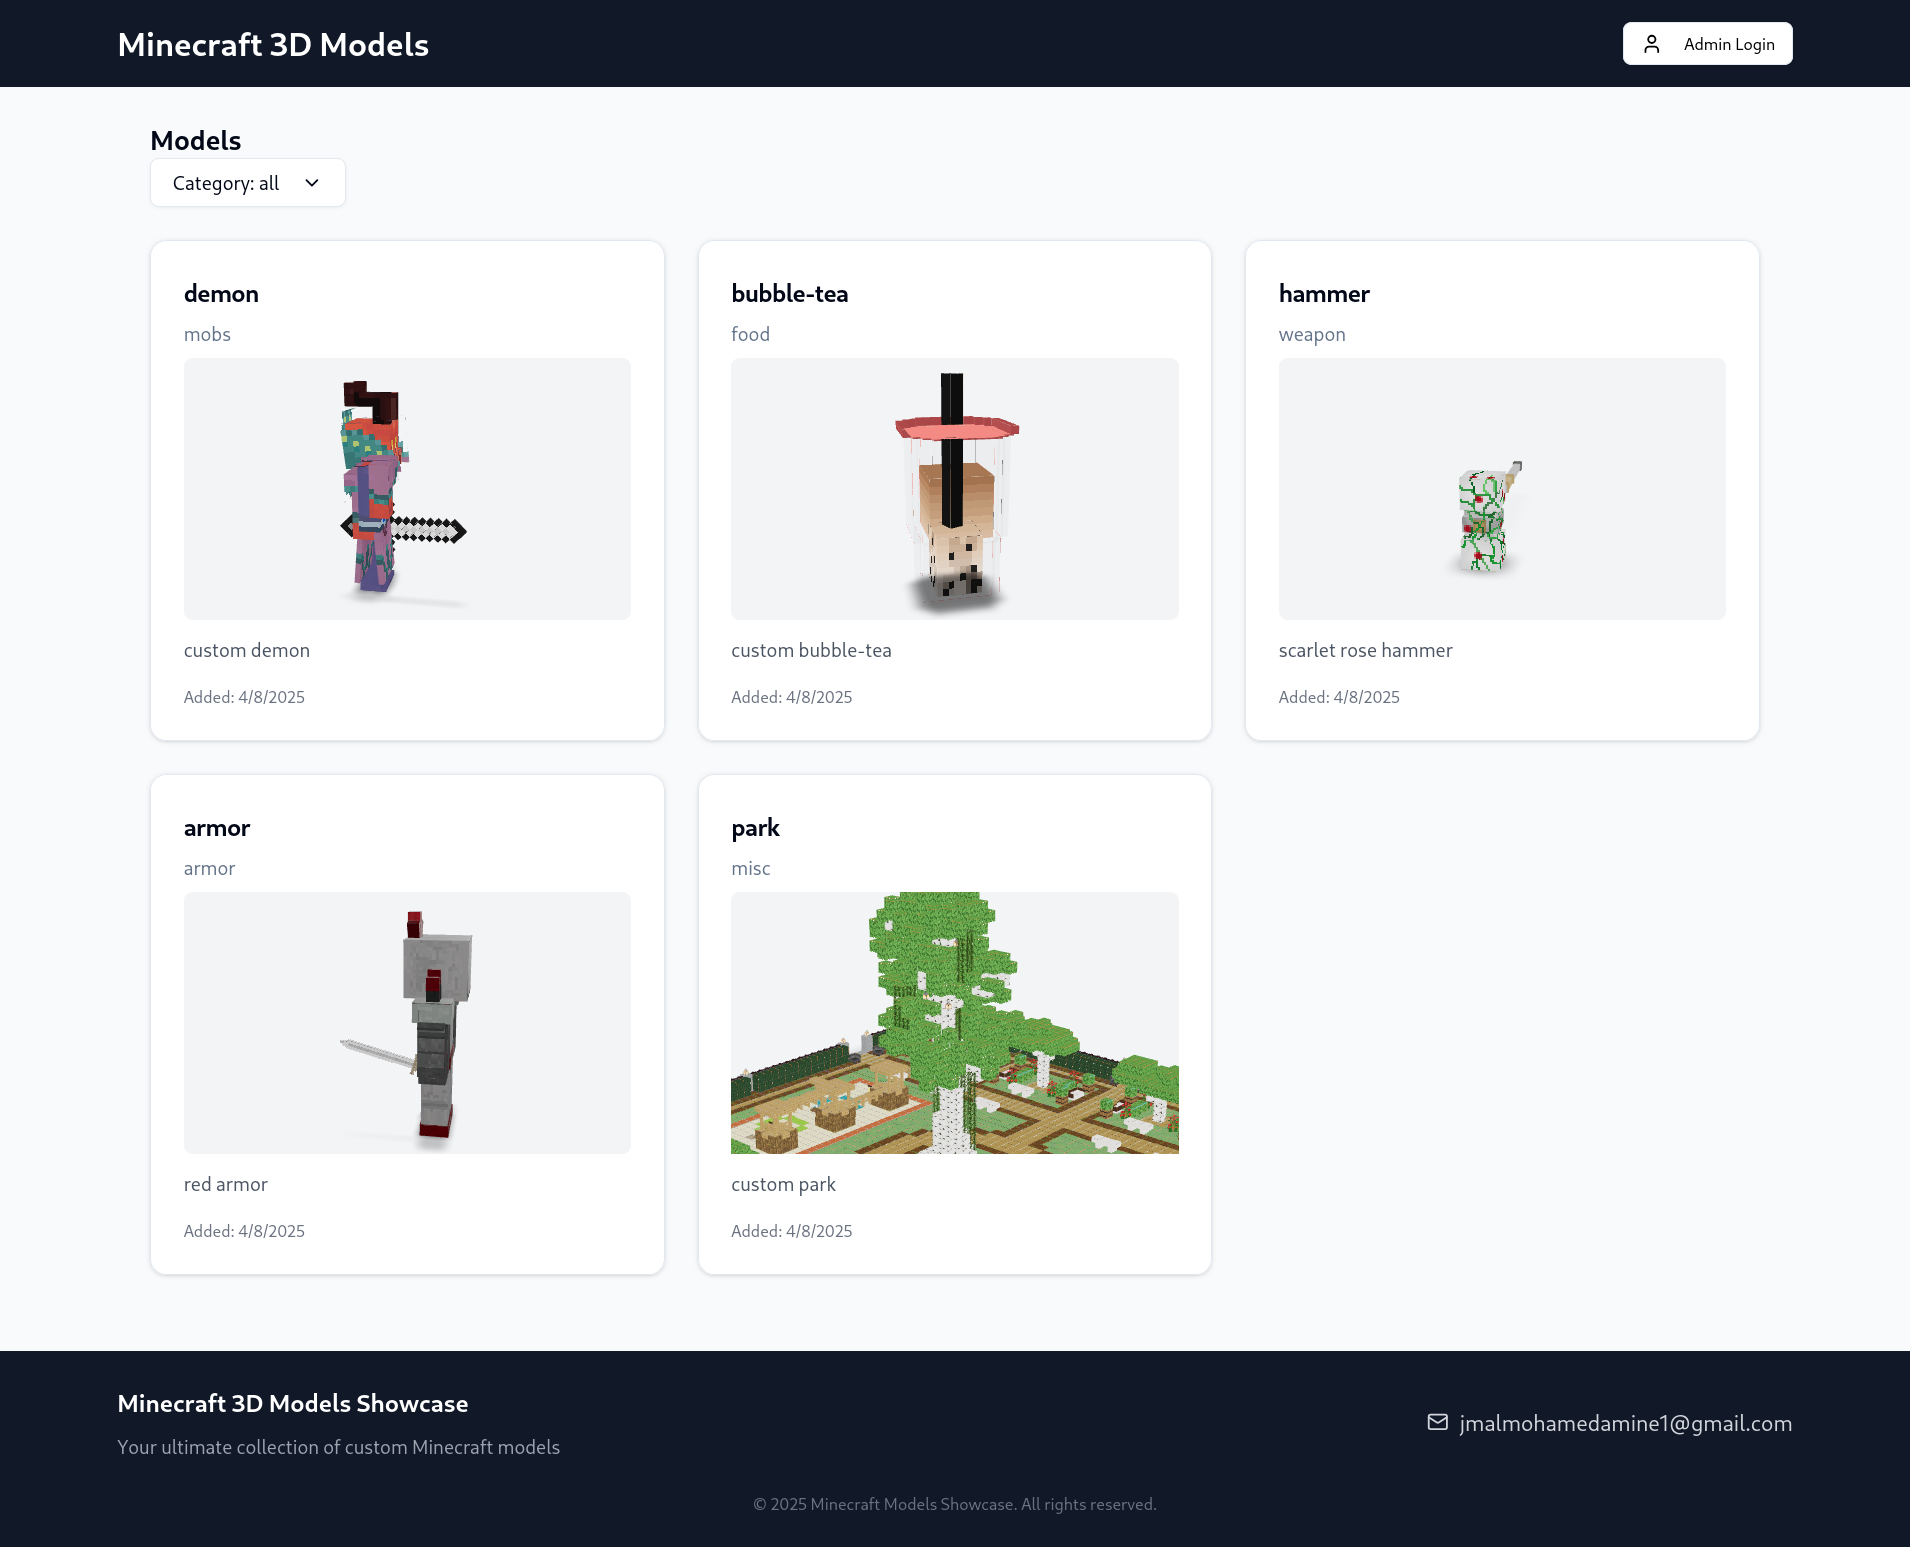 Minecraft 3D Models
Admin Login
Models
Category: all
demon
mobs
custom demon
Added: 4/8/2025
bubble-tea
food
custom bubble-tea
Added: 4/8/2025
hammer
weapon
scarlet rose hammer
Added: 4/8/2025
armor
armor
red armor
Added: 4/8/2025
park
misc
custom park
Added: 4/8/2025
Minecraft 3D Models Showcase
Your ultimate collection of custom Minecraft models
jmalmohamedamine1@gmail.com
© 2025 Minecraft Models Showcase. All rights reserved.